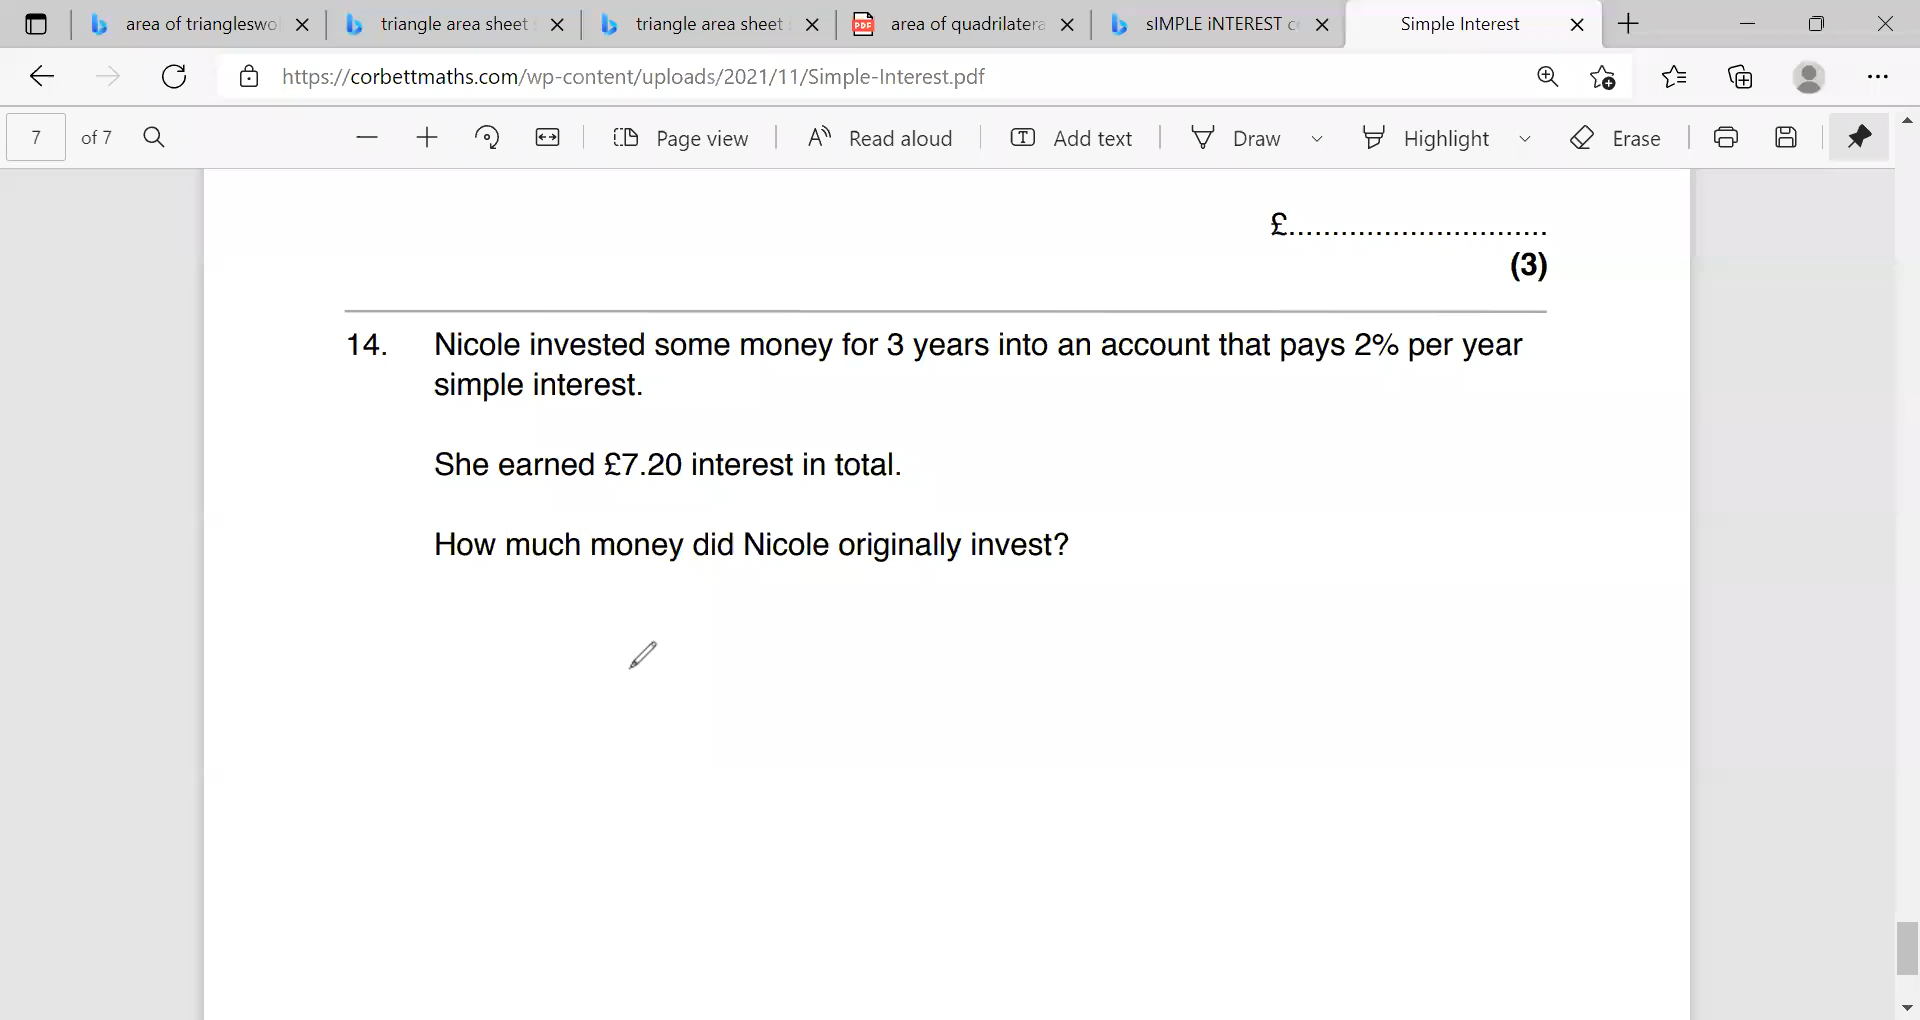 area of triangleswo
triangle area sheet
triangle area sheet
PDF
area of quadrilatera
sIMPLE iNTEREST c
Simple Interest
https://corbettmaths.com/wp-content/uploads/2021/11/Simple-Interest.pdf
7 of 7
Page view
Read aloud
Add text
Draw
Highlight
Erase
£..............................
(3)
14. Nicole invested some money for 3 years into an account that pays 2% per year
simple interest.
She earned £7.20 interest in total.
How much money did Nicole originally invest?